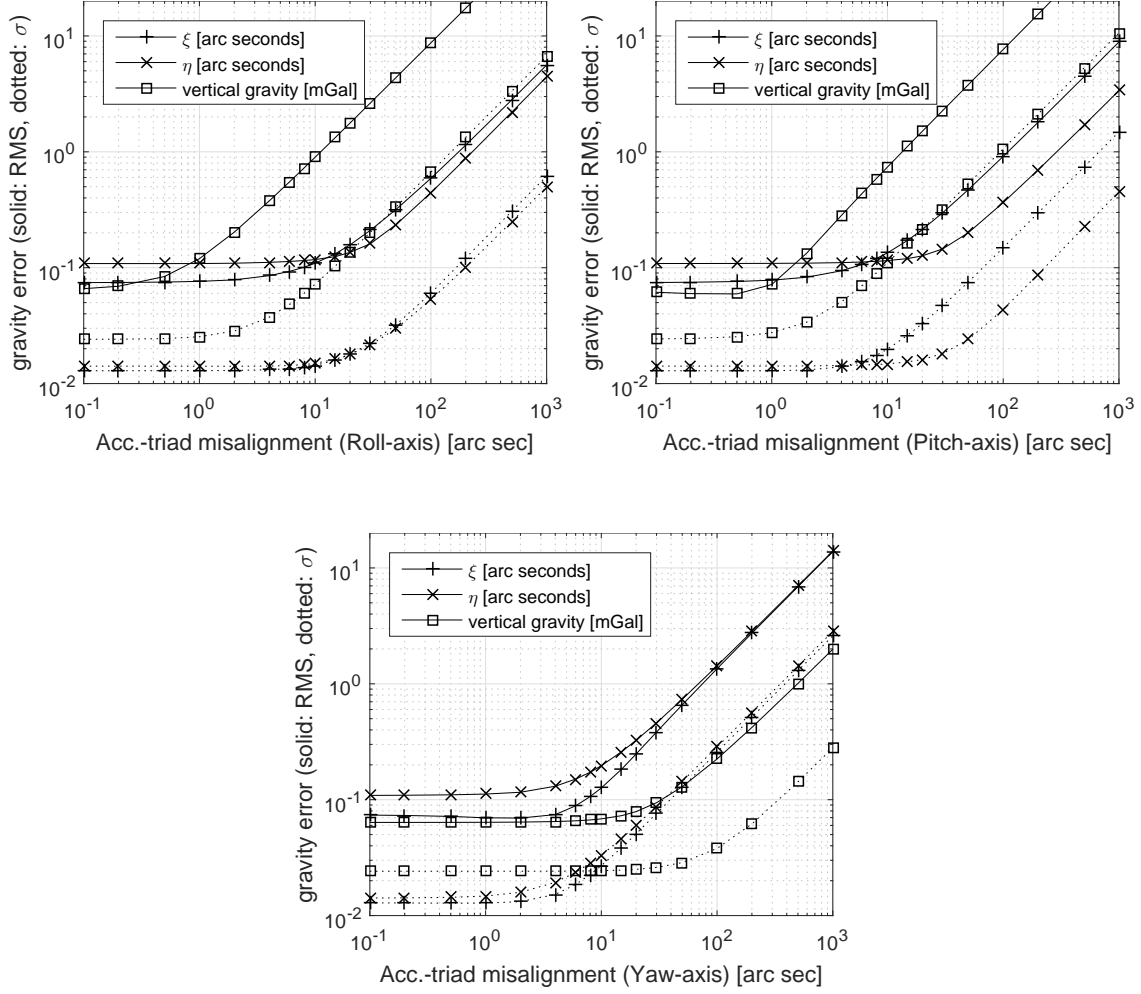 gravity error (solid: RMS, dotted: σ)
10¹
10⁰
10⁻¹
10⁻²
ξ [arc seconds]
η [arc seconds]
vertical gravity [mGal]
10⁻¹ 10⁰ 10¹ 10² 10³
Acc.-triad misalignment (Roll-axis) [arc sec]
gravity error (solid: RMS, dotted: σ)
10¹
10⁰
10⁻¹
10⁻²
ξ [arc seconds]
η [arc seconds]
vertical gravity [mGal]
10⁻¹ 10⁰ 10¹ 10² 10³
Acc.-triad misalignment (Pitch-axis) [arc sec]
gravity error (solid: RMS, dotted: σ)
10¹
10⁰
10⁻¹
10⁻²
ξ [arc seconds]
η [arc seconds]
vertical gravity [mGal]
10⁻¹ 10⁰ 10¹ 10² 10³
Acc.-triad misalignment (Yaw-axis) [arc sec]